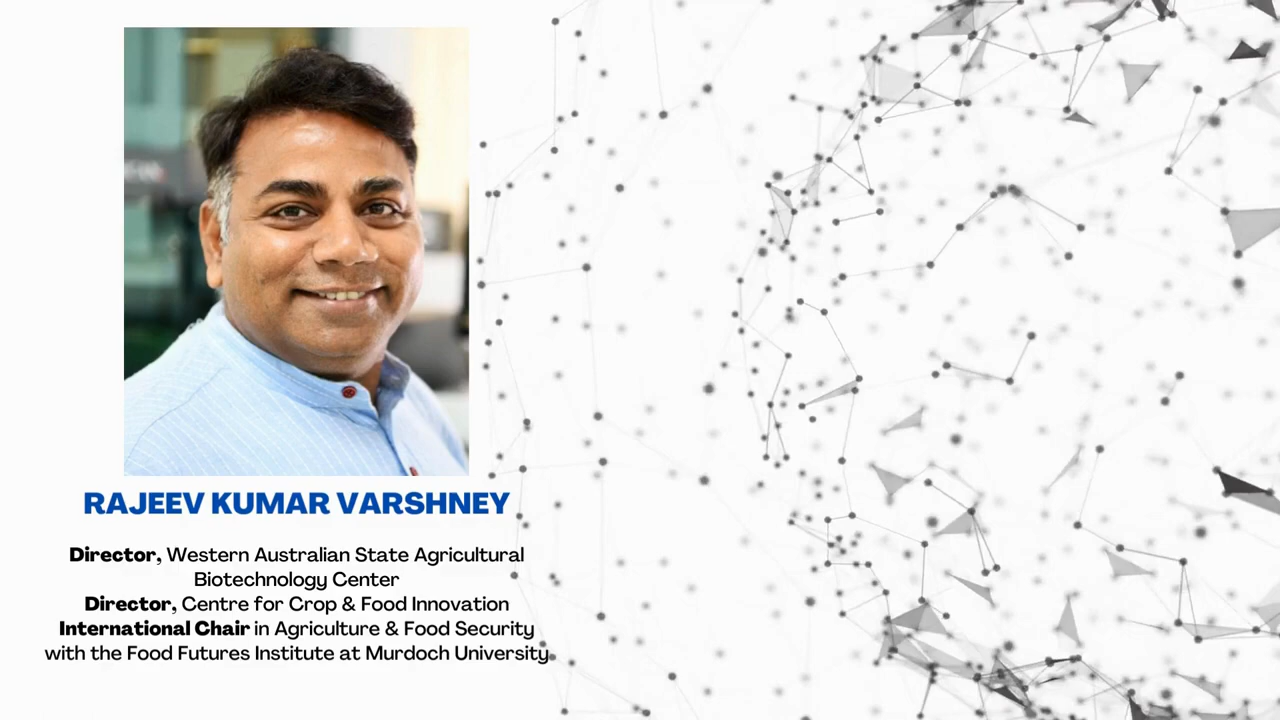 RAJEEV KUMAR VARSHNEY
Director, Western Australian State Agricultural
Biotechnology Center
Director, Centre for Crop & Food Innovation
International Chair in Agriculture & Food Security
with the Food Futures Institute at Murdoch University